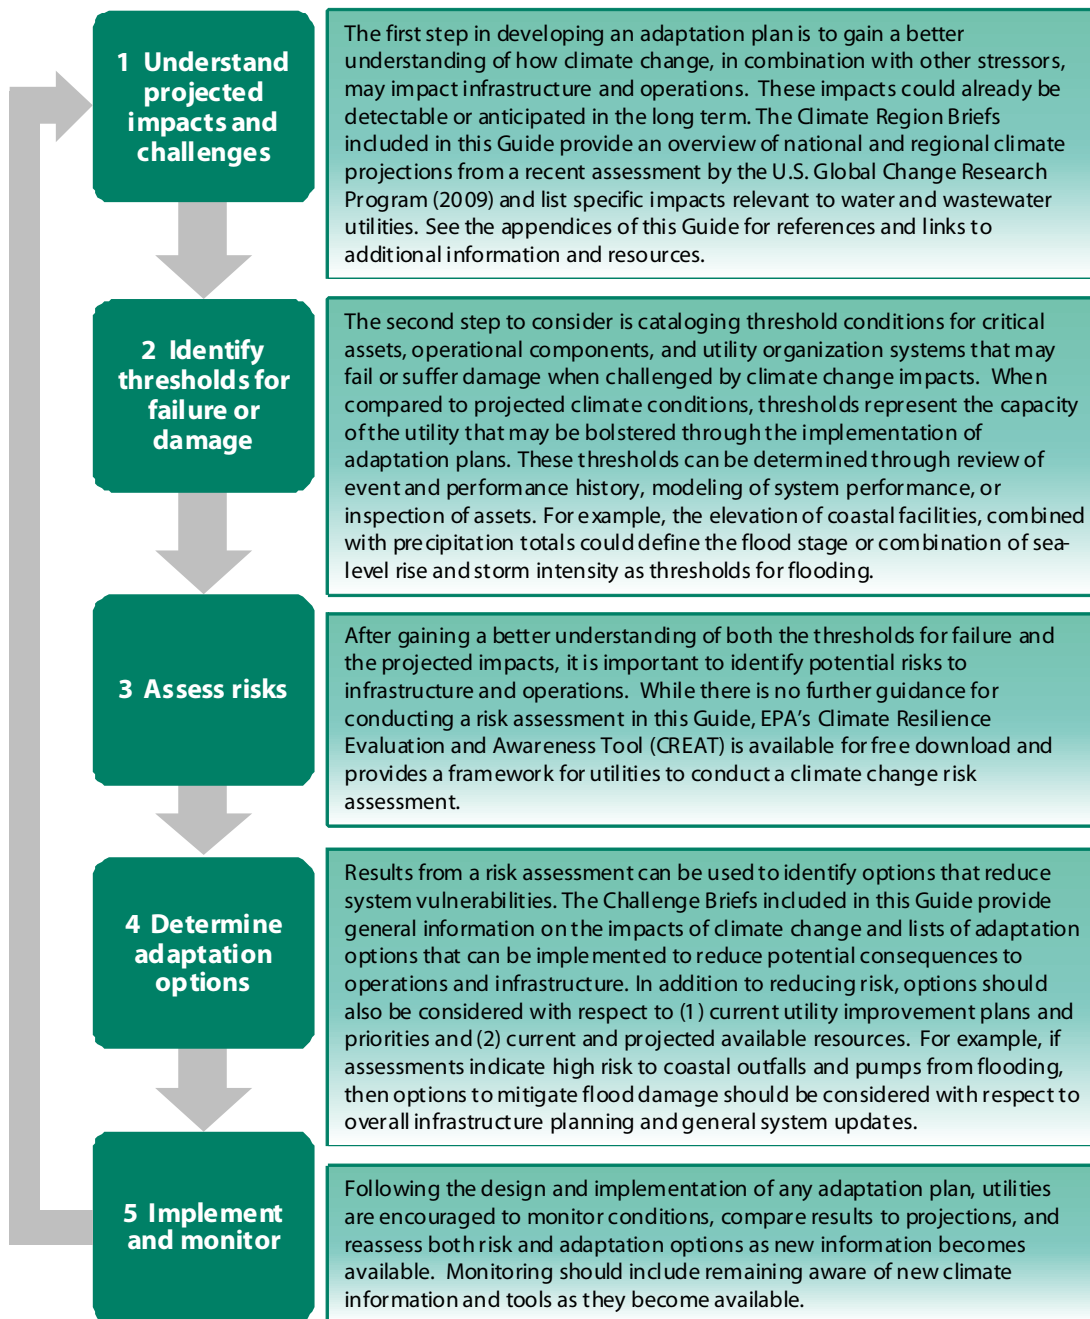 1 Understand
projected
impacts and
challenges
The first step in developing an adaptation plan is to gain a better
understanding of how climate change, in combination with other stressors,
may impact infrastructure and operations. These impacts could already be
detectable or anticipated in the long term. The Climate Region Briefs
included in this Guide provide an overview of national and regional climate
projections from a recent assessment by the U.S. Global Change Research
Program (2009) and list specific impacts relevant to water and wastewater
utilities. See the appendices of this Guide for references and links to
additional information and resources.
2 Identify
thresholds for
failure or
damage
The second step to consider is cataloging threshold conditions for critical
assets, operational components, and utility organization systems that may
fail or suffer damage when challenged by climate change impacts. When
compared to projected climate conditions, thresholds represent the capacity
of the utility that may be bolstered through the implementation of
adaptation plans. These thresholds can be determined through review of
event and performance history, modeling of system performance, or
inspection of assets. For example, the elevation of coastal facilities, combined
with precipitation totals could define the flood stage or combination of sea-
level rise and storm intensity as thresholds for flooding.
3 Assess risks
After gaining a better understanding of both the thresholds for failure and
the projected impacts, it is important to identify potential risks to
infrastructure and operations. While there is no further guidance for
conducting a risk assessment in this Guide, EPA's Climate Resilience
Evaluation and Awareness Tool (CREAT) is available for free download and
provides a framework for utilities to conduct a climate change risk
assessment.
4 Determine
adaptation
options
Results from a risk assessment can be used to identify options that reduce
system vulnerabilities. The Challenge Briefs included in this Guide provide
general information on the impacts of climate change and lists of adaptation
options that can be implemented to reduce potential consequences to
operations and infrastructure. In addition to reducing risk, options should
also be considered with respect to (1) current utility improvement plans and
priorities and (2) current and projected available resources. For example, if
assessments indicate high risk to coastal outfalls and pumps from flooding,
then options to mitigate flood damage should be considered with respect to
overall infrastructure planning and general system updates.
5 Implement
and monitor
Following the design and implementation of any adaptation plan, utilities
are encouraged to monitor conditions, compare results to projections, and
reassess both risk and adaptation options as new information becomes
available. Monitoring should include remaining aware of new climate
information and tools as they become available.